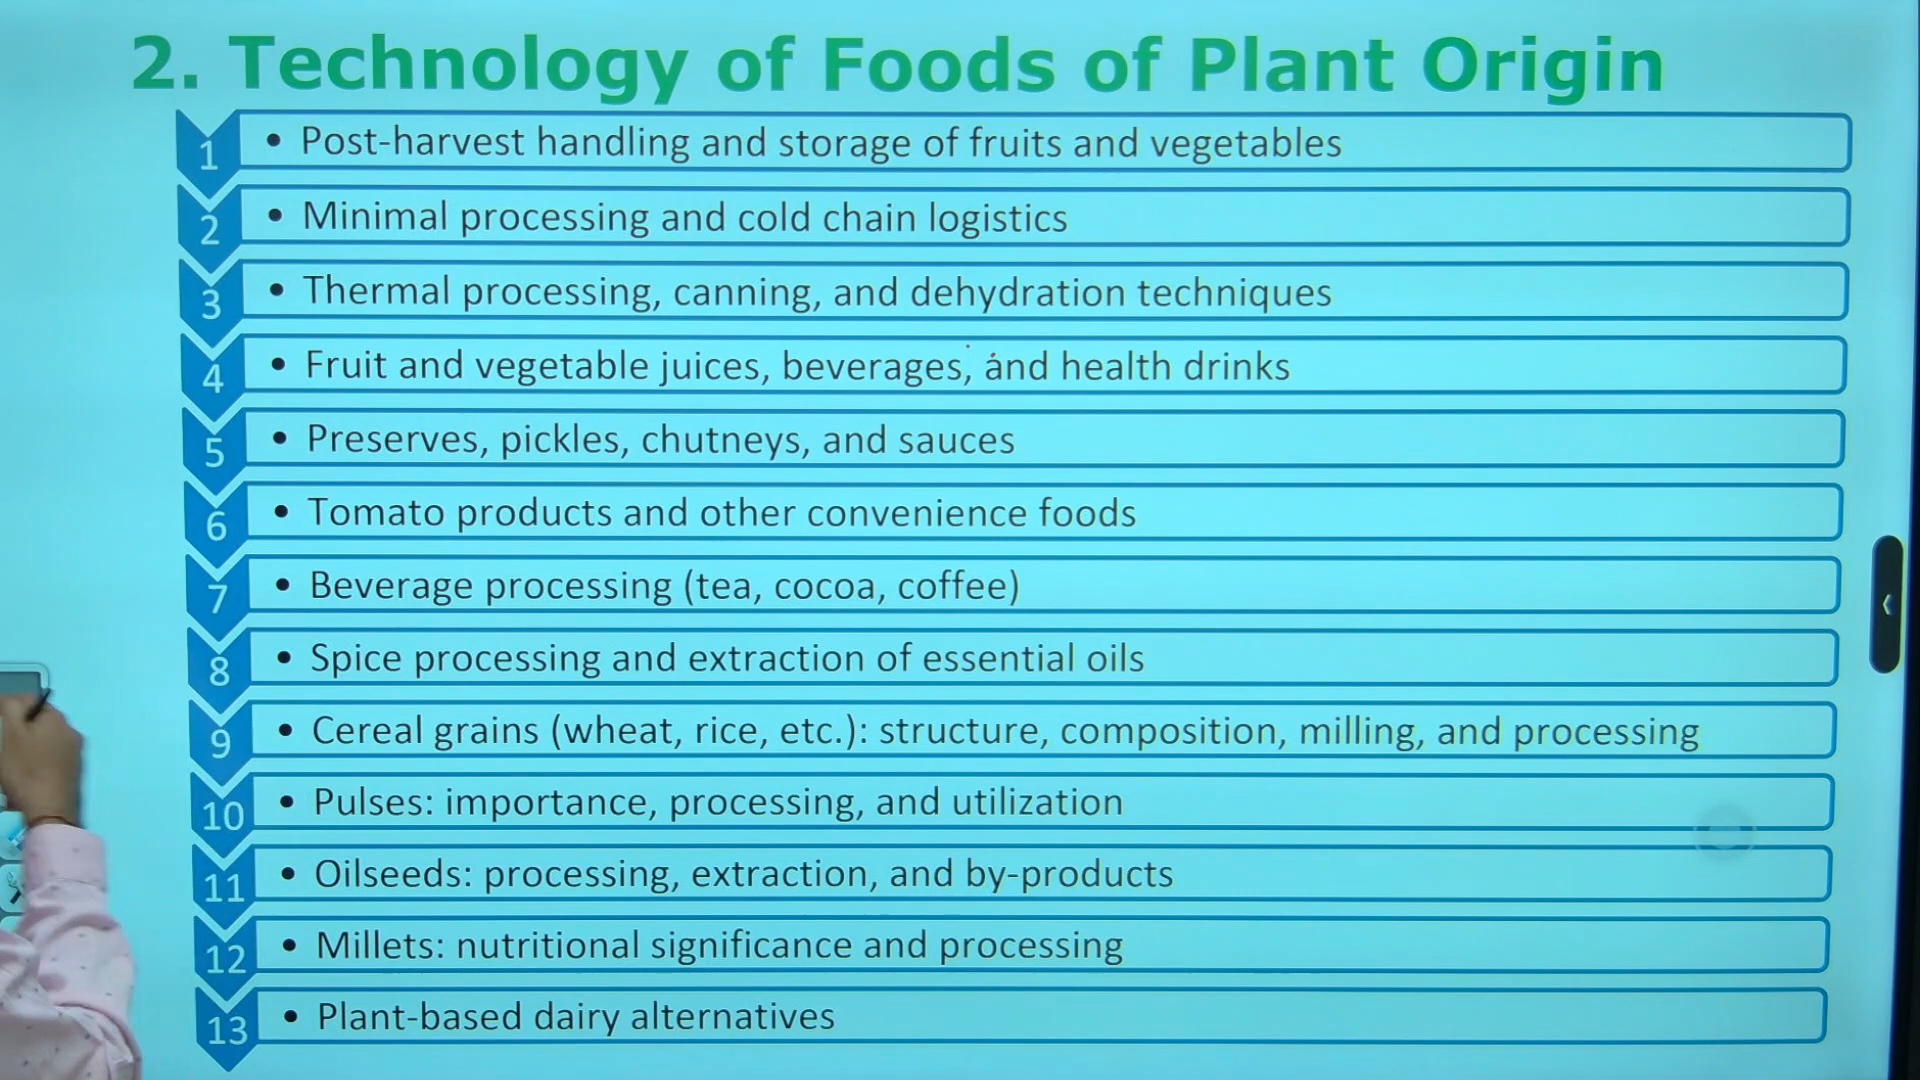 2. Technology of Foods of Plant Origin
1 • Post-harvest handling and storage of fruits and vegetables
2 • Minimal processing and cold chain logistics
3 • Thermal processing, canning, and dehydration techniques
4 • Fruit and vegetable juices, beverages, and health drinks
5 • Preserves, pickles, chutneys, and sauces
6 • Tomato products and other convenience foods
7 • Beverage processing (tea, cocoa, coffee)
8 • Spice processing and extraction of essential oils
9 • Cereal grains (wheat, rice, etc.): structure, composition, milling, and processing
10 • Pulses: importance, processing, and utilization
11 • Oilseeds: processing, extraction, and by-products
12 • Millets: nutritional significance and processing
13 • Plant-based dairy alternatives